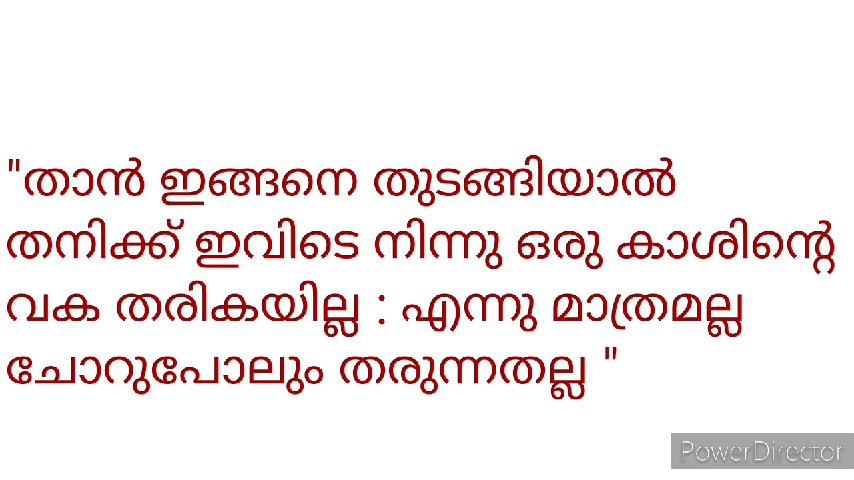 "താൻ ഇങ്ങനെ തുടങ്ങിയാൽ
തനിക്ക് ഇവിടെ നിന്നു ഒരു കാശിന്റെ
വക തരികയില്ല : എന്നു മാത്രമല്ല
ചോറുപോലും തരുന്നതല്ല "
PowerDirector